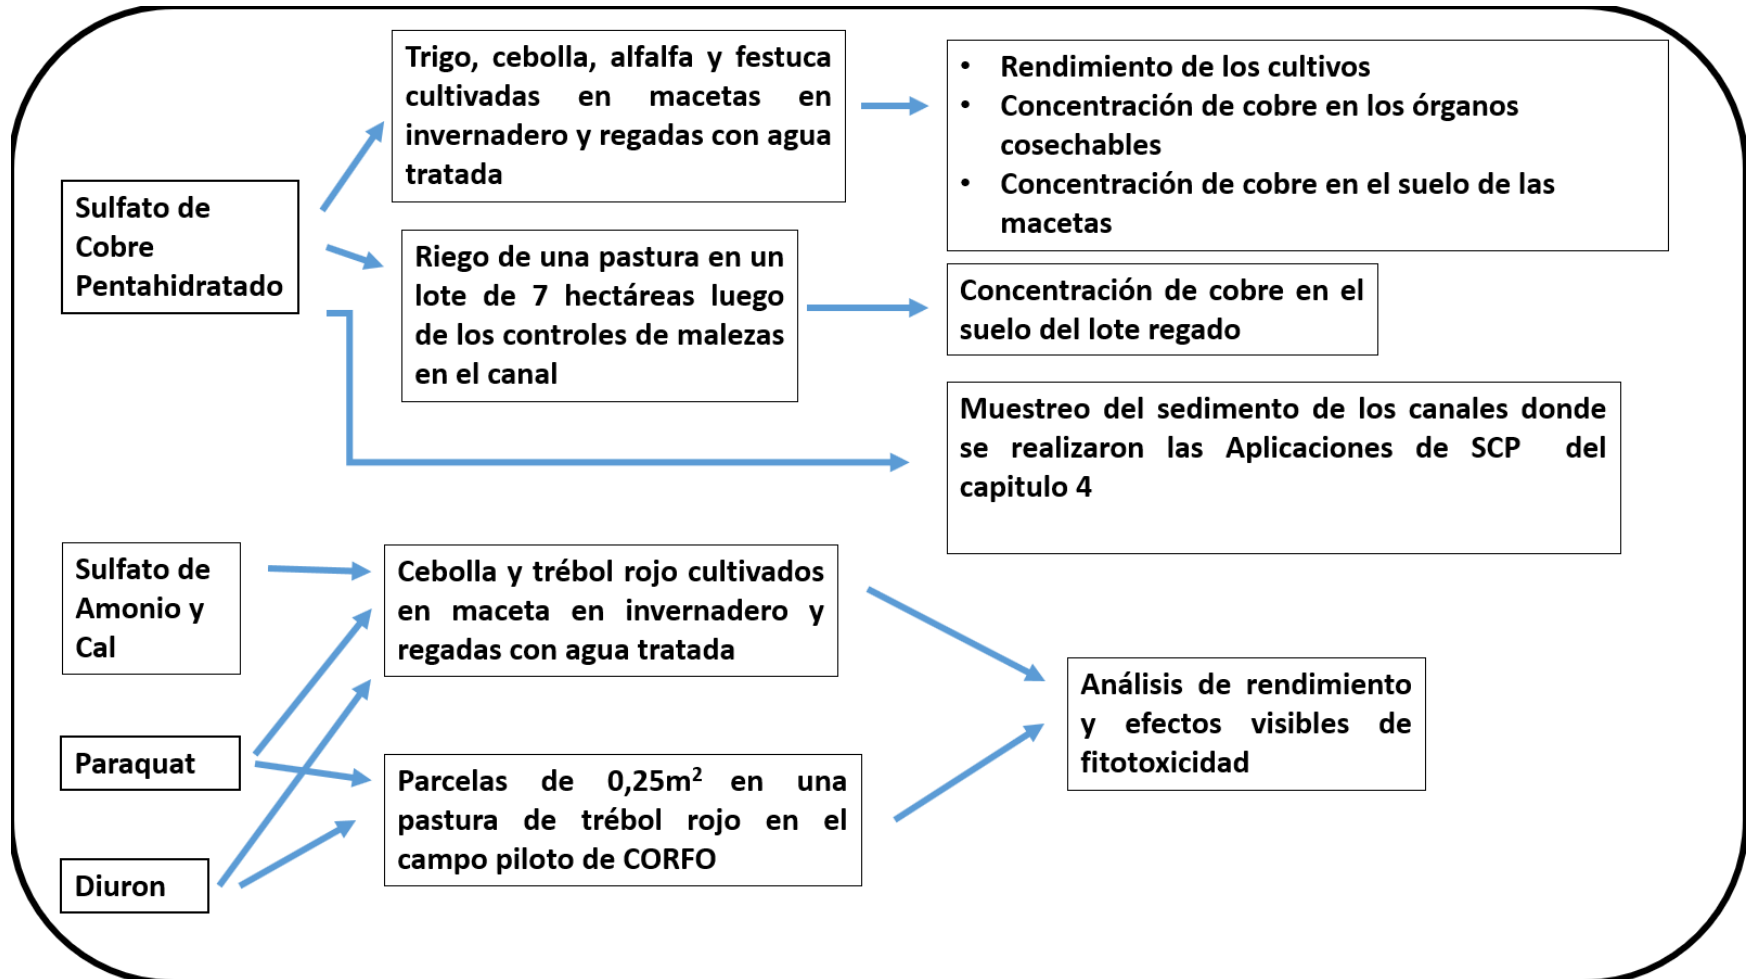 Trigo, cebolla, alfalfa y festuca
cultivadas en macetas en
invernadero y regadas con agua
tratada
• Rendimiento de los cultivos
• Concentración de cobre en los órganos
cosechables
• Concentración de cobre en el suelo de las
macetas
Sulfato de
Cobre
Pentahidratado
Riego de una pastura en un
lote de 7 hectáreas luego
de los controles de malezas
en el canal
Concentración de cobre en el
suelo del lote regado
Muestreo del sedimento de los canales donde
se realizaron las Aplicaciones de SCP del
capitulo 4
Sulfato de
Amonio y
Cal
Cebolla y trébol rojo cultivados
en maceta en invernadero y
regadas con agua tratada
Análisis de rendimiento
y efectos visibles de
fitotoxicidad
Paraquat
Parcelas de 0,25m² en una
pastura de trébol rojo en el
campo piloto de CORFO
Diuron